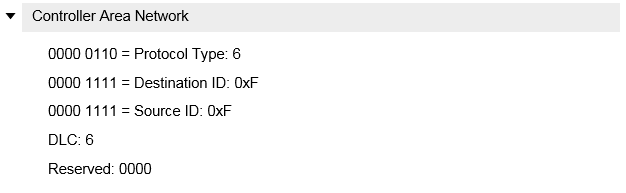 Controller Area Network
0000 0110 = Protocol Type: 6
0000 1111 = Destination ID: 0xF
0000 1111 = Source ID: 0xF
DLC: 6
Reserved: 0000